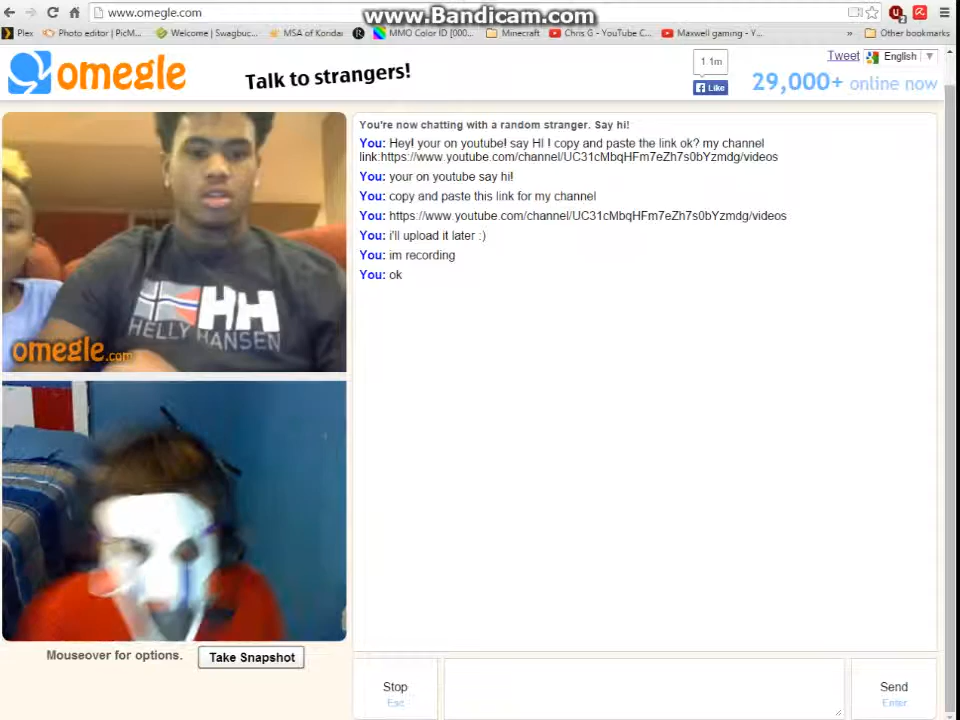 www.omegle.com
www.Bandicam.com
Plex
Photo editor | PicM...
Welcome | Swagbuc...
MSA of Kondar
MMO Color ID [000...
Minecraft
Chris G - YouTube C...
Maxwell gaming - Y...
»
Other bookmarks
omegle
Talk to strangers!
1.1m
Like
Tweet
English
29,000+ online now
You're now chatting with a random stranger. Say hi!
You: Hey! your on youtube! say HI I copy and paste the link ok? my channel
link:https://www.youtube.com/channel/UC31cMbqHFm7eZh7s0bYzmdg/videos
You: your on youtube say hi!
You: copy and paste this link for my channel
You: https://www.youtube.com/channel/UC31cMbqHFm7eZh7s0bYzmdg/videos
You: i'll upload it later :)
You: im recording
You: ok
HH
HELLY HANSEN
omegle.com
Mouseover for options.
Take Snapshot
Stop
Esc
Send
Enter